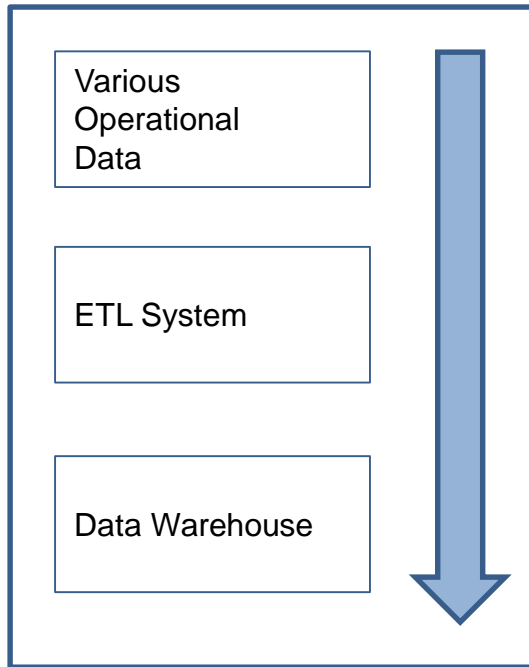 Various
Operational
Data
ETL System
Data Warehouse